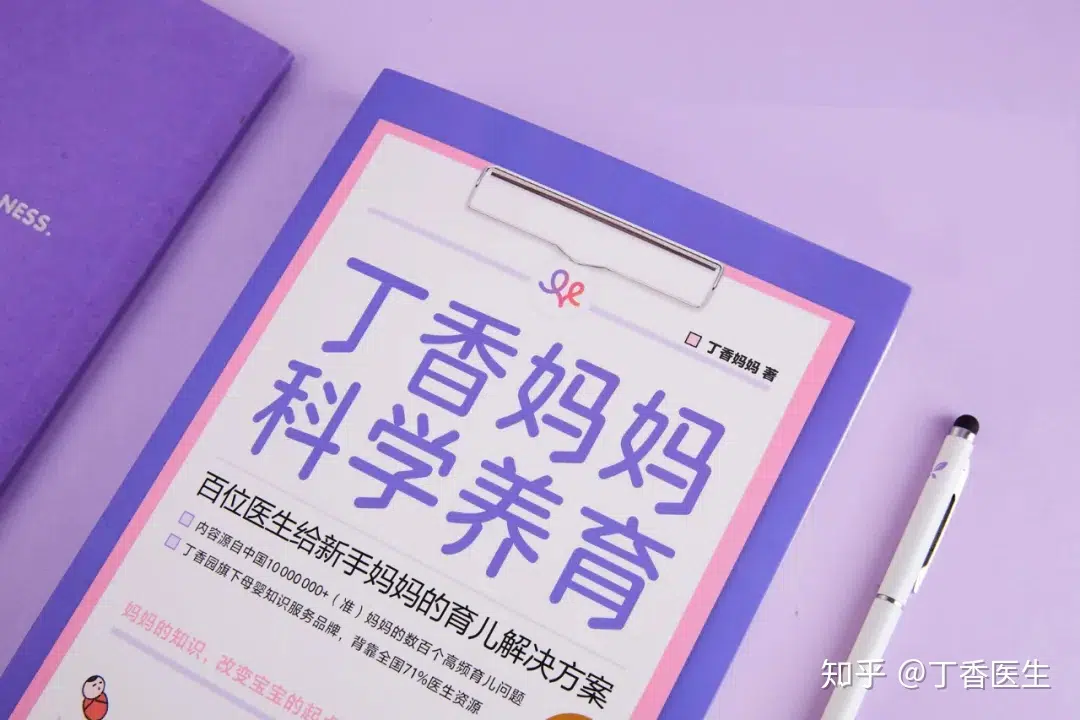 NESS.
丁香妈妈 著
丁香妈妈
科学养育
百位医生给新手妈妈的育儿解决方案
内容源自中国10 000 000+（准）妈妈的数百个高频育儿问题
丁香园旗下母婴知识服务品牌，背靠全国71%医生资源
妈妈的知识，改变宝宝的起点
知乎 @丁香医生